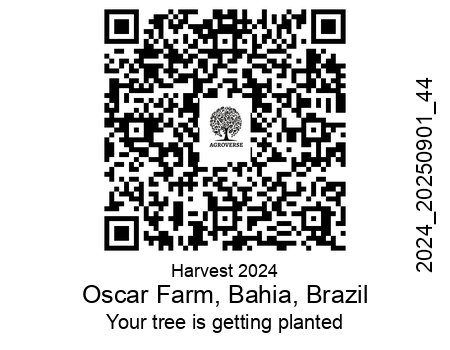 AGROVERSE
Harvest 2024
Oscar Farm, Bahia, Brazil
Your tree is getting planted
2024_20250901_44